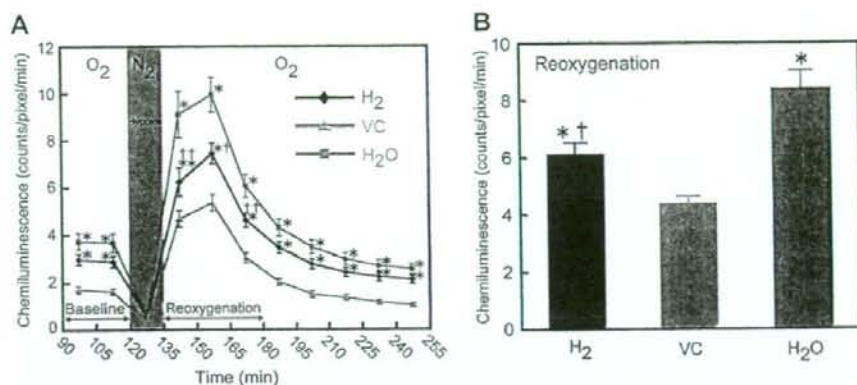 A
B
12
10
8
6
4
2
0
Chemiluminescence (counts/pixel/min)
O2
N2
O2
H2
VC
H2O
* * * * * * * *
* * ‡ ** *† ‡ * * * * *
Baseline
Reoxygenation
90 105 120 135 150 165 180 195 210 225 240 255
Time (min)
10
8
6
4
2
0
Chemiluminescence (counts/pixel/min)
Reoxygenation
*†
*
H2
VC
H2O